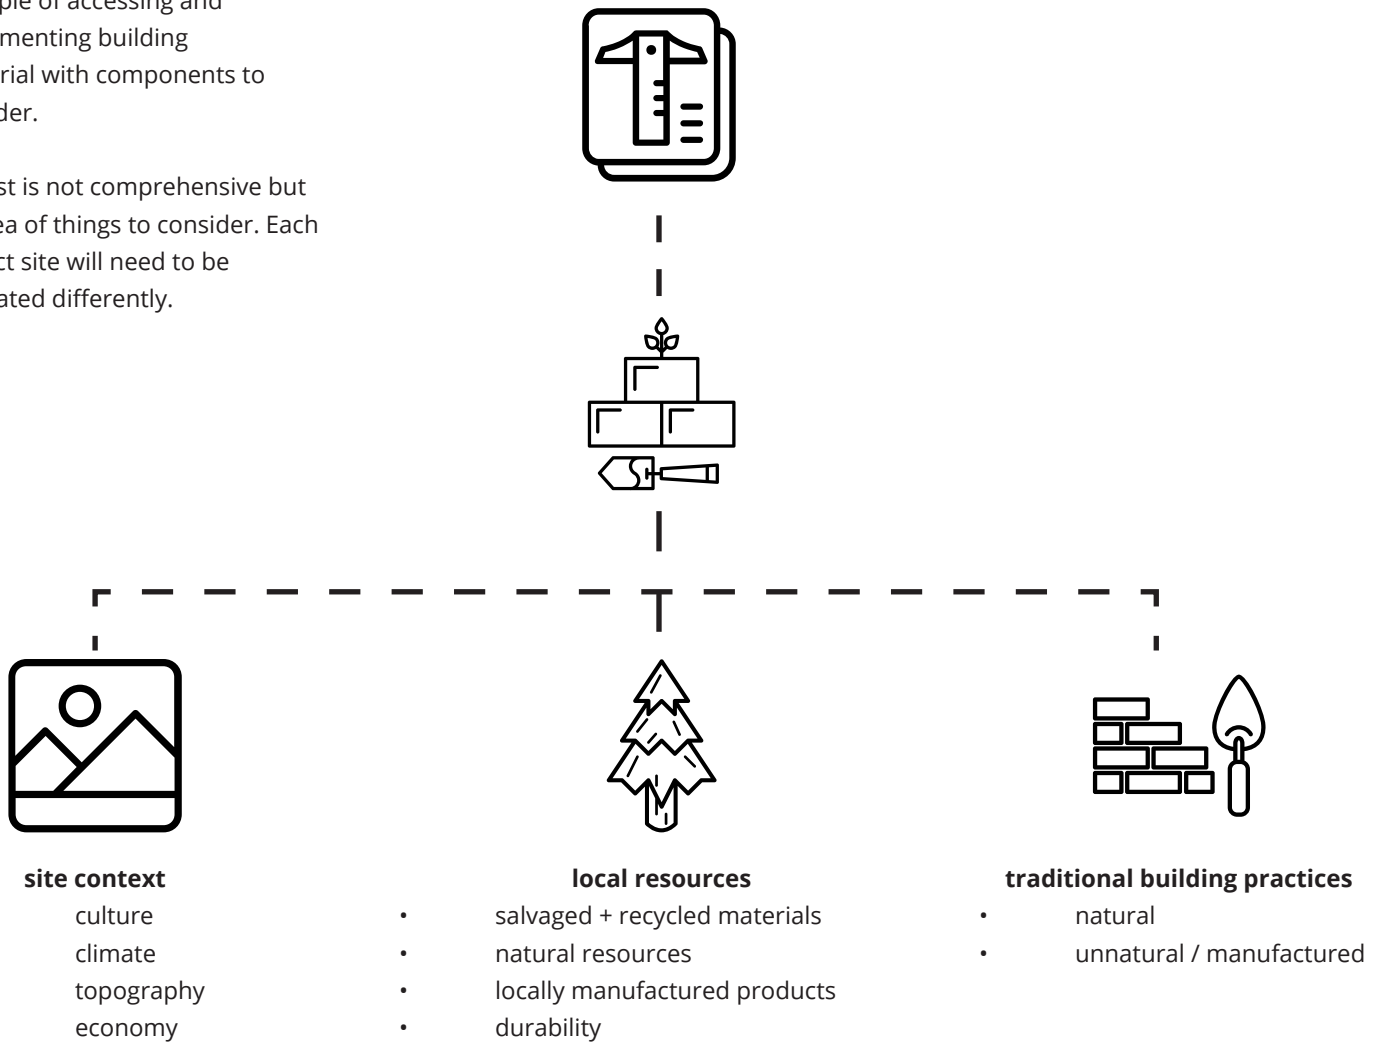 ple of accessing and
menting building
rial with components to
der.
st is not comprehensive but
ea of things to consider. Each
ct site will need to be
ated differently.
site context
culture
climate
topography
economy
local resources
• salvaged + recycled materials
• natural resources
• locally manufactured products
• durability
traditional building practices
• natural
• unnatural / manufactured